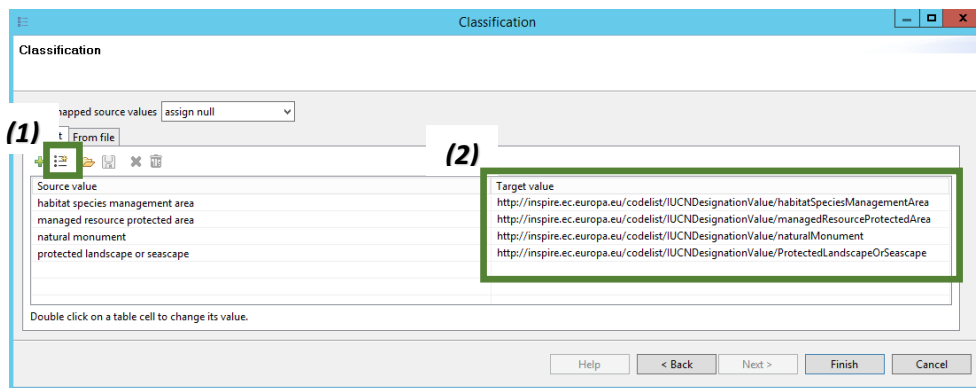 Classification
Classification
apped source values assign null
(1) t From file
(2)
Source value Target value
habitat species management area http://inspire.ec.europa.eu/codelist/IUCNDesignationValue/habitatSpeciesManagementArea
managed resource protected area http://inspire.ec.europa.eu/codelist/IUCNDesignationValue/managedResourceProtectedArea
natural monument http://inspire.ec.europa.eu/codelist/IUCNDesignationValue/naturalMonument
protected landscape or seascape http://inspire.ec.europa.eu/codelist/IUCNDesignationValue/ProtectedLandscapeOrSeascape
Double click on a table cell to change its value.
Help < Back Next > Finish Cancel